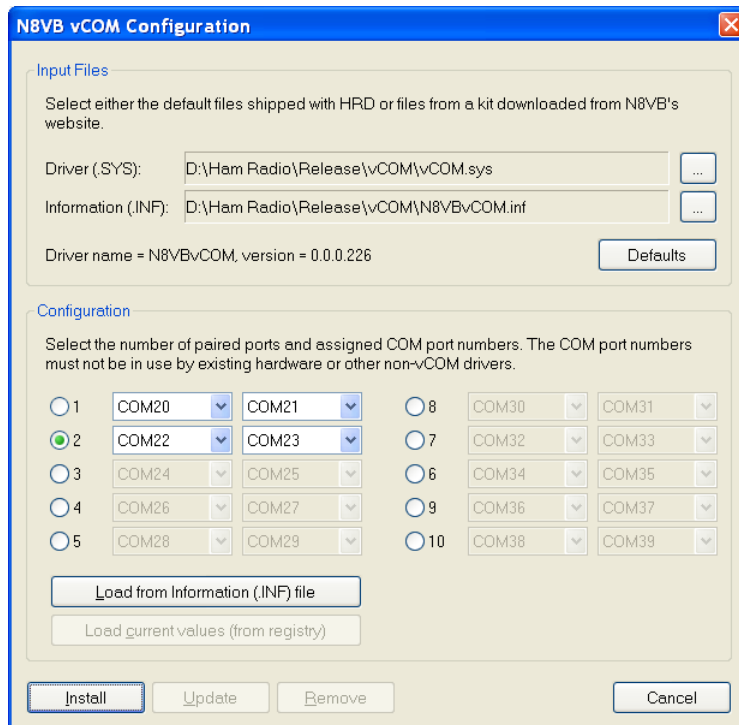 N8VB vCOM Configuration
Input Files
Select either the default files shipped with HRD or files from a kit downloaded from N8VB's
website.
Driver (.SYS): D:\Ham Radio\Release\vCOM\vCOM.sys ...
Information (.INF): D:\Ham Radio\Release\vCOM\N8VBvCOM.inf ...
Driver name = N8VBvCOM, version = 0.0.0.226 Defaults
Configuration
Select the number of paired ports and assigned COM port numbers. The COM port numbers
must not be in use by existing hardware or other non-vCOM drivers.
1 COM20 COM21 8 COM30 COM31
2 COM22 COM23 7 COM32 COM33
3 COM24 COM25 6 COM34 COM35
4 COM26 COM27 9 COM36 COM37
5 COM28 COM29 10 COM38 COM39
Load from Information (.INF) file
Load current values (from registry)
Install Update Remove Cancel